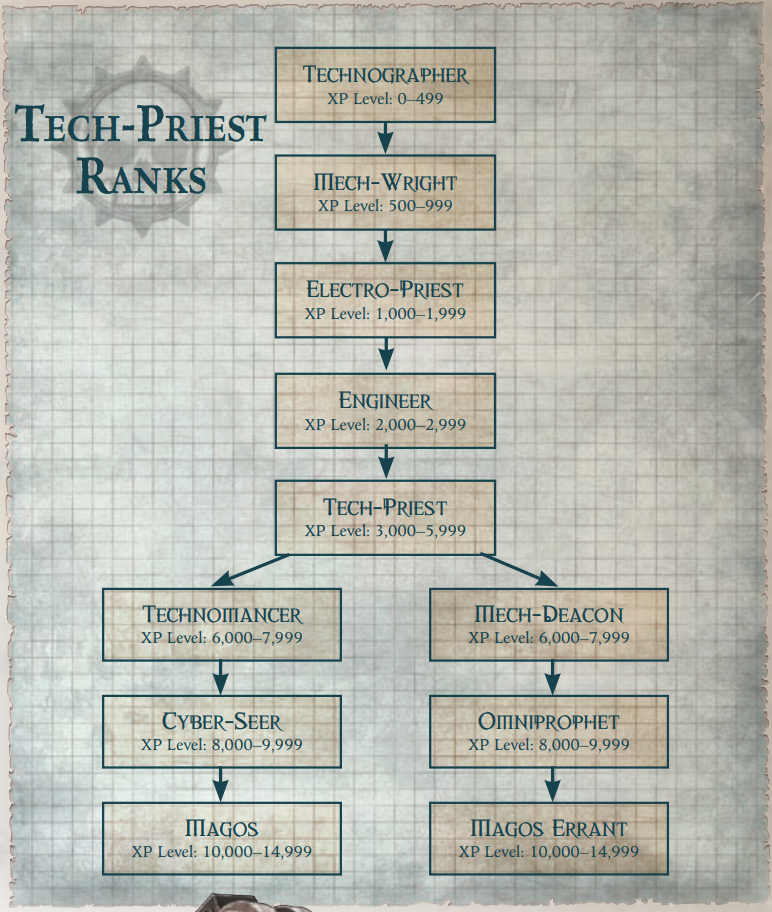 Tech-Priest
Ranks
Technographer
XP Level: 0–499
Mech-Wright
XP Level: 500–999
Electro-Priest
XP Level: 1,000–1,999
Engineer
XP Level: 2,000–2,999
Tech-Priest
XP Level: 3,000–5,999
Technomancer
XP Level: 6,000–7,999
Mech-Deacon
XP Level: 6,000–7,999
Cyber-Seer
XP Level: 8,000–9,999
Omniprophet
XP Level: 8,000–9,999
Magos
XP Level: 10,000–14,999
Magos Errant
XP Level: 10,000–14,999